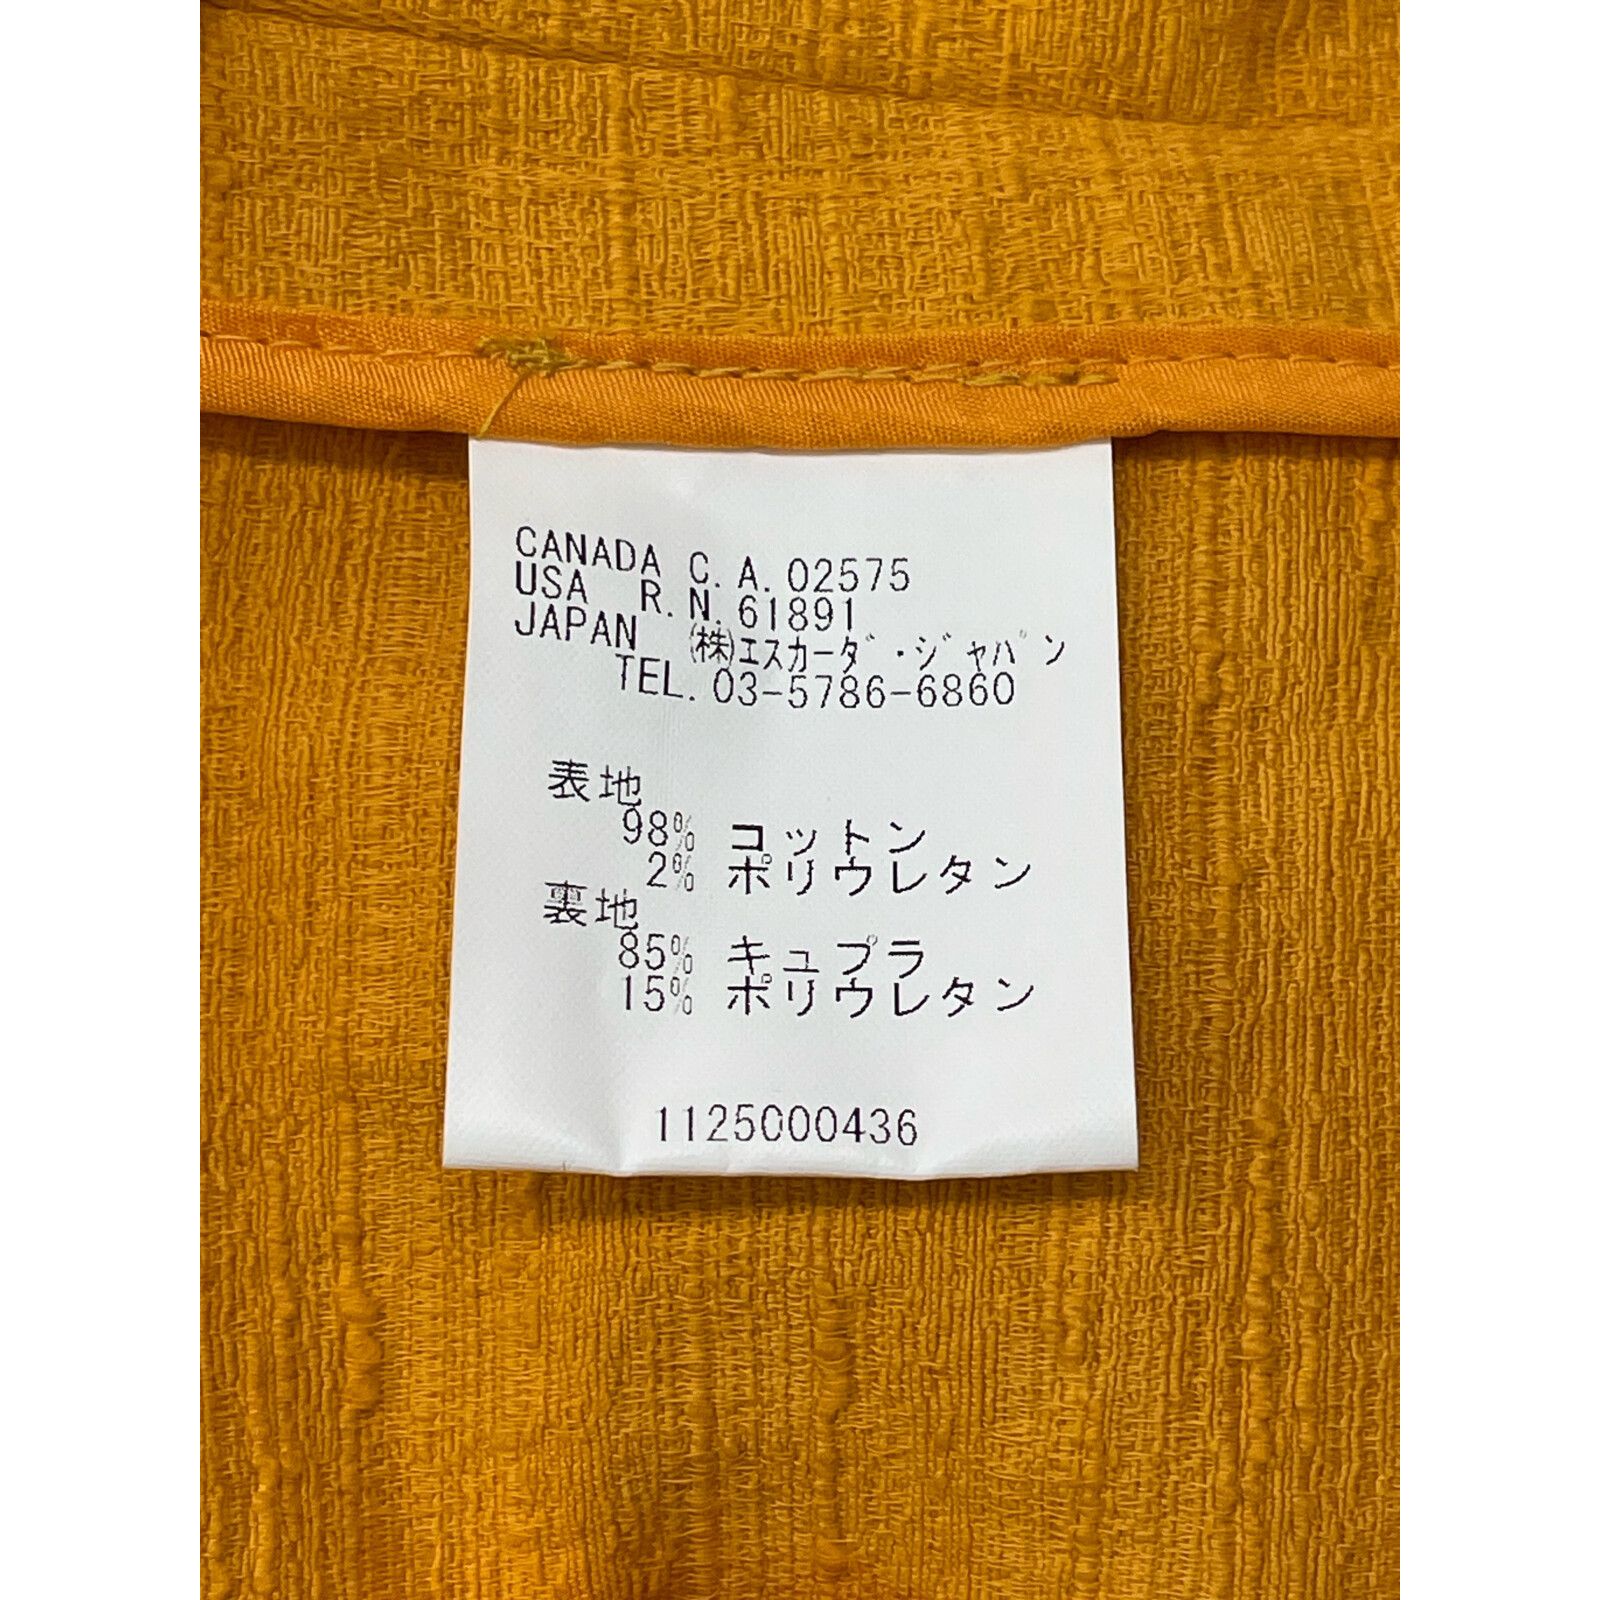 CANADA C.A.02575
USA R.N.61891
JAPAN ㈱エスカーダ・ジャパン
TEL.03-5786-6860
表地
98% コットン
2% ポリウレタン
裏地
85% キュプラ
15% ポリウレタン
1125000436